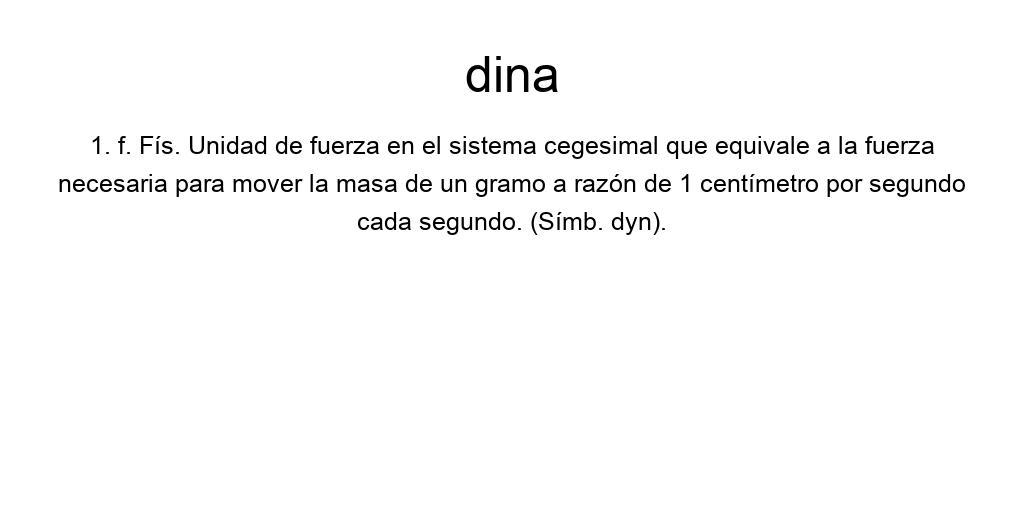 dina
1. f. Fís. Unidad de fuerza en el sistema cegesimal que equivale a la fuerza
necesaria para mover la masa de un gramo a razón de 1 centímetro por segundo
cada segundo. (Símb. dyn).